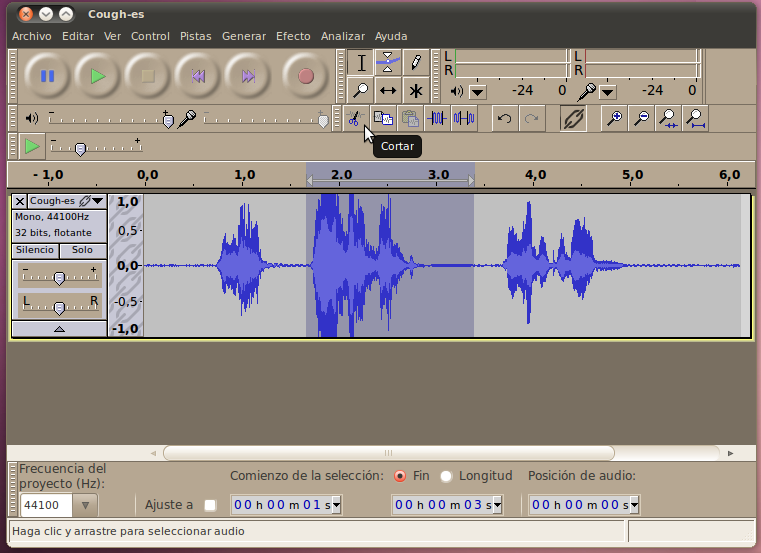 Cough-es
Archivo Editar Ver Control Pistas Generar Efecto Analizar Ayuda
L L
R R
-24 0 -24 0
- + - +
Cortar
- +
- 1,0 0,0 1,0 2.0 3.0 4,0 5,0 6,0
Cough-es
Mono, 44100Hz
32 bits, flotante
Silencio Solo
- +
L R
1,0
0,5
0,0
-0,5
-1,0
Frecuencia del
proyecto (Hz):
Comienzo de la selección: Fin Longitud Posición de audio:
44100 Ajuste a 00 h 00 m 01 s 00 h 00 m 03 s 00 h 00 m 00 s
Haga clic y arrastre para seleccionar audio